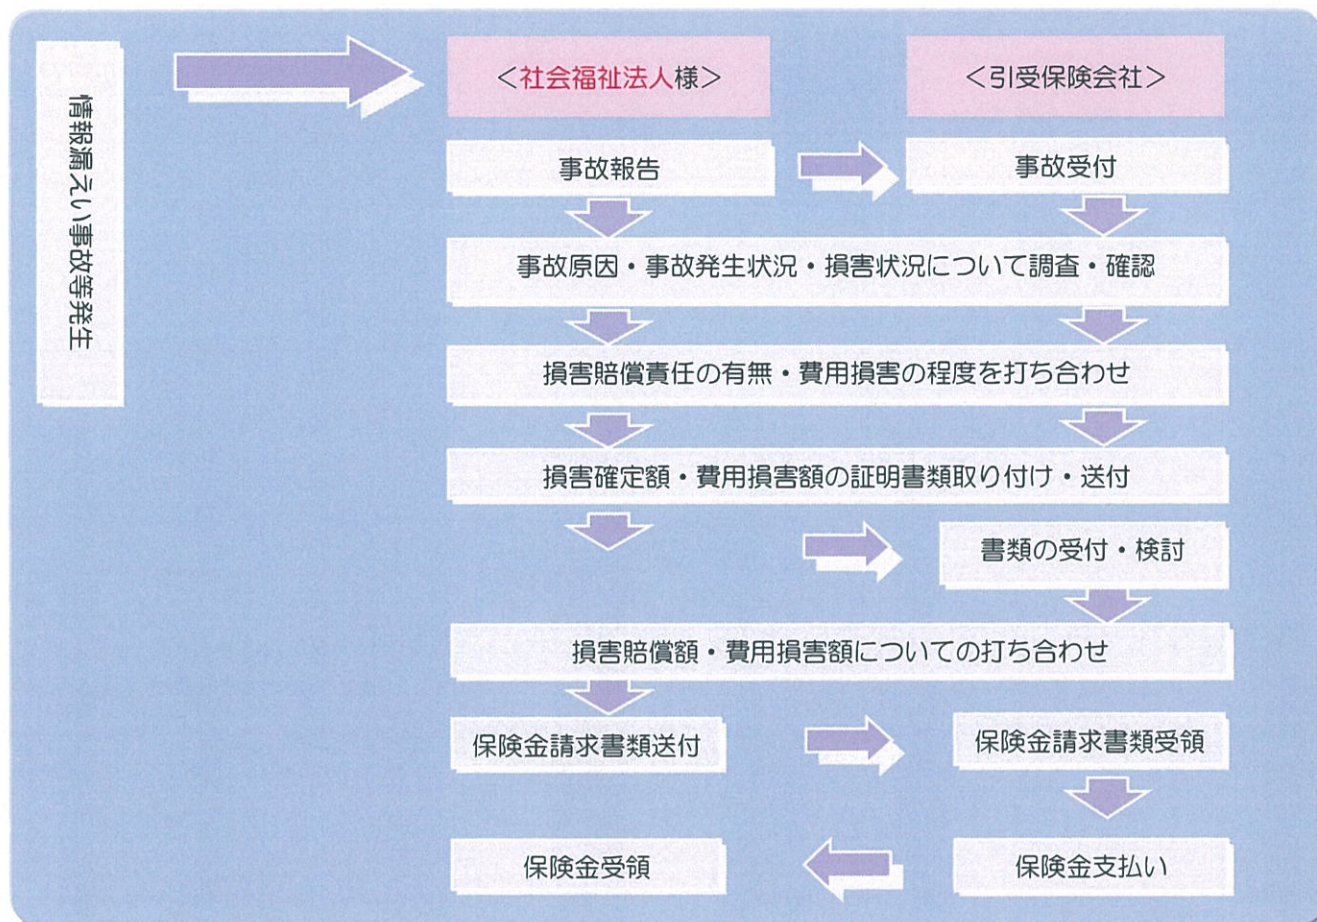 情報漏えい事故等発生
＜社会福祉法人様＞
＜引受保険会社＞
事故報告
事故受付
事故原因・事故発生状況・損害状況について調査・確認
損害賠償責任の有無・費用損害の程度を打ち合わせ
損害確定額・費用損害額の証明書類取り付け・送付
書類の受付・検討
損害賠償額・費用損害額についての打ち合わせ
保険金請求書類送付
保険金請求書類受領
保険金受領
保険金支払い